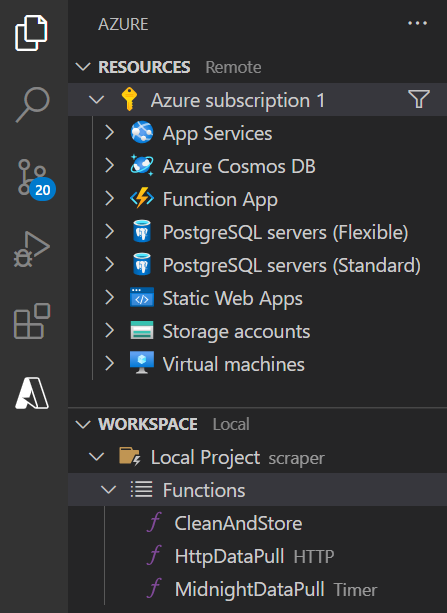 AZURE
RESOURCES Remote
Azure subscription 1
App Services
Azure Cosmos DB
Function App
20
PostgreSQL servers (Flexible)
PostgreSQL servers (Standard)
Static Web Apps
Storage accounts
Virtual machines
WORKSPACE Local
Local Project scraper
Functions
CleanAndStore
HttpDataPull HTTP
MidnightDataPull Timer